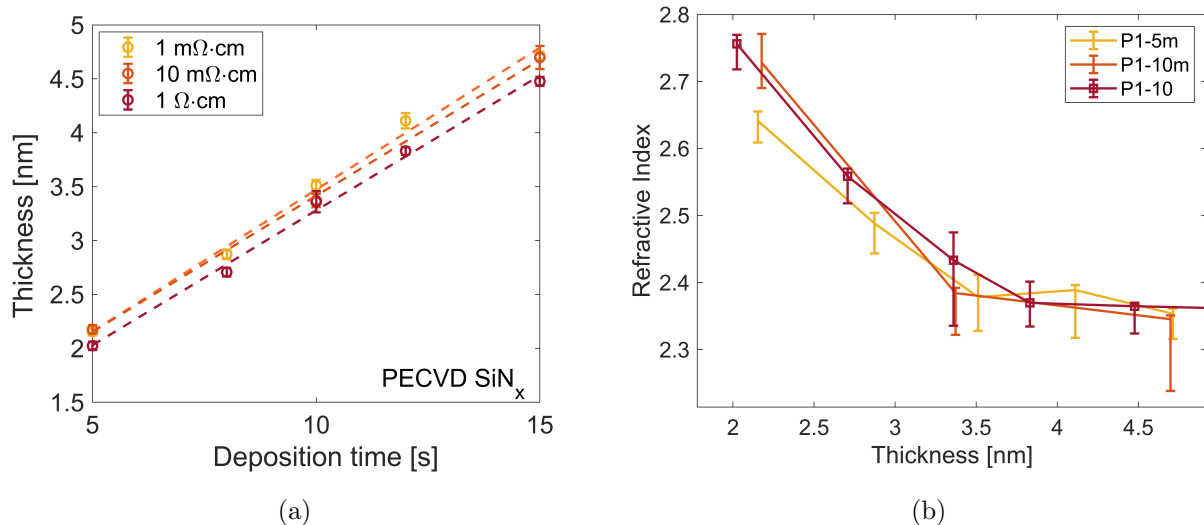 5
4.5
4
3.5
3
2.5
2
1.5
Thickness [nm]
1 mΩ·cm
10 mΩ·cm
1 Ω·cm
PECVD SiNx
5 10 15
Deposition time [s]
(a)
2.8
2.7
2.6
2.5
2.4
2.3
Refractive Index
P1-5m
P1-10m
P1-10
2 2.5 3 3.5 4 4.5
Thickness [nm]
(b)